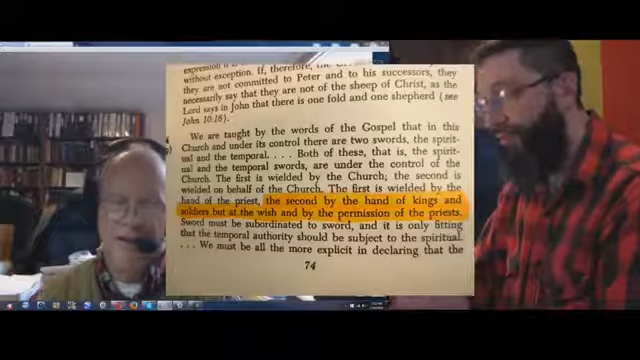 without exception. If, therefore, the
they are not committed to Peter and to his successors, they
necessarily say that they are not of the sheep of Christ, as the
Lord says in John that there is one fold and one shepherd (see
John 10:16).
We are taught by the words of the Gospel that in this
Church and under its control there are two swords, the spirit-
ual and the temporal. . . . Both of these, that is, the spirit-
ual and the temporal swords, are under the control of the
Church. The first is wielded by the Church; the second is
wielded on behalf of the Church. The first is wielded by the
hand of the priest, the second by the hand of kings and
soldiers but at the wish and by the permission of the priests.
Sword must be subordinated to sword, and it is only fitting
that the temporal authority should be subject to the spiritual.
. . . We must be all the more explicit in declaring that the
74